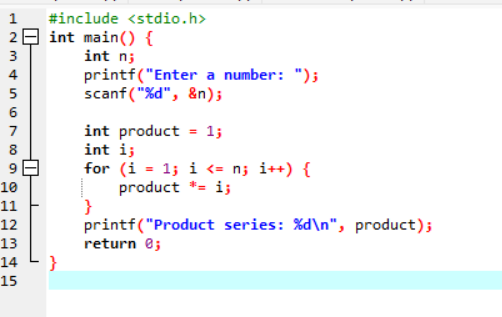 1 #include <stdio.h>
2 int main() {
3 int n;
4 printf("Enter a number: ");
5 scanf("%d", &n);
6
7 int product = 1;
8 int i;
9 for (i = 1; i <= n; i++) {
10 product *= i;
11 }
12 printf("Product series: %d\n", product);
13 return 0;
14 }
15